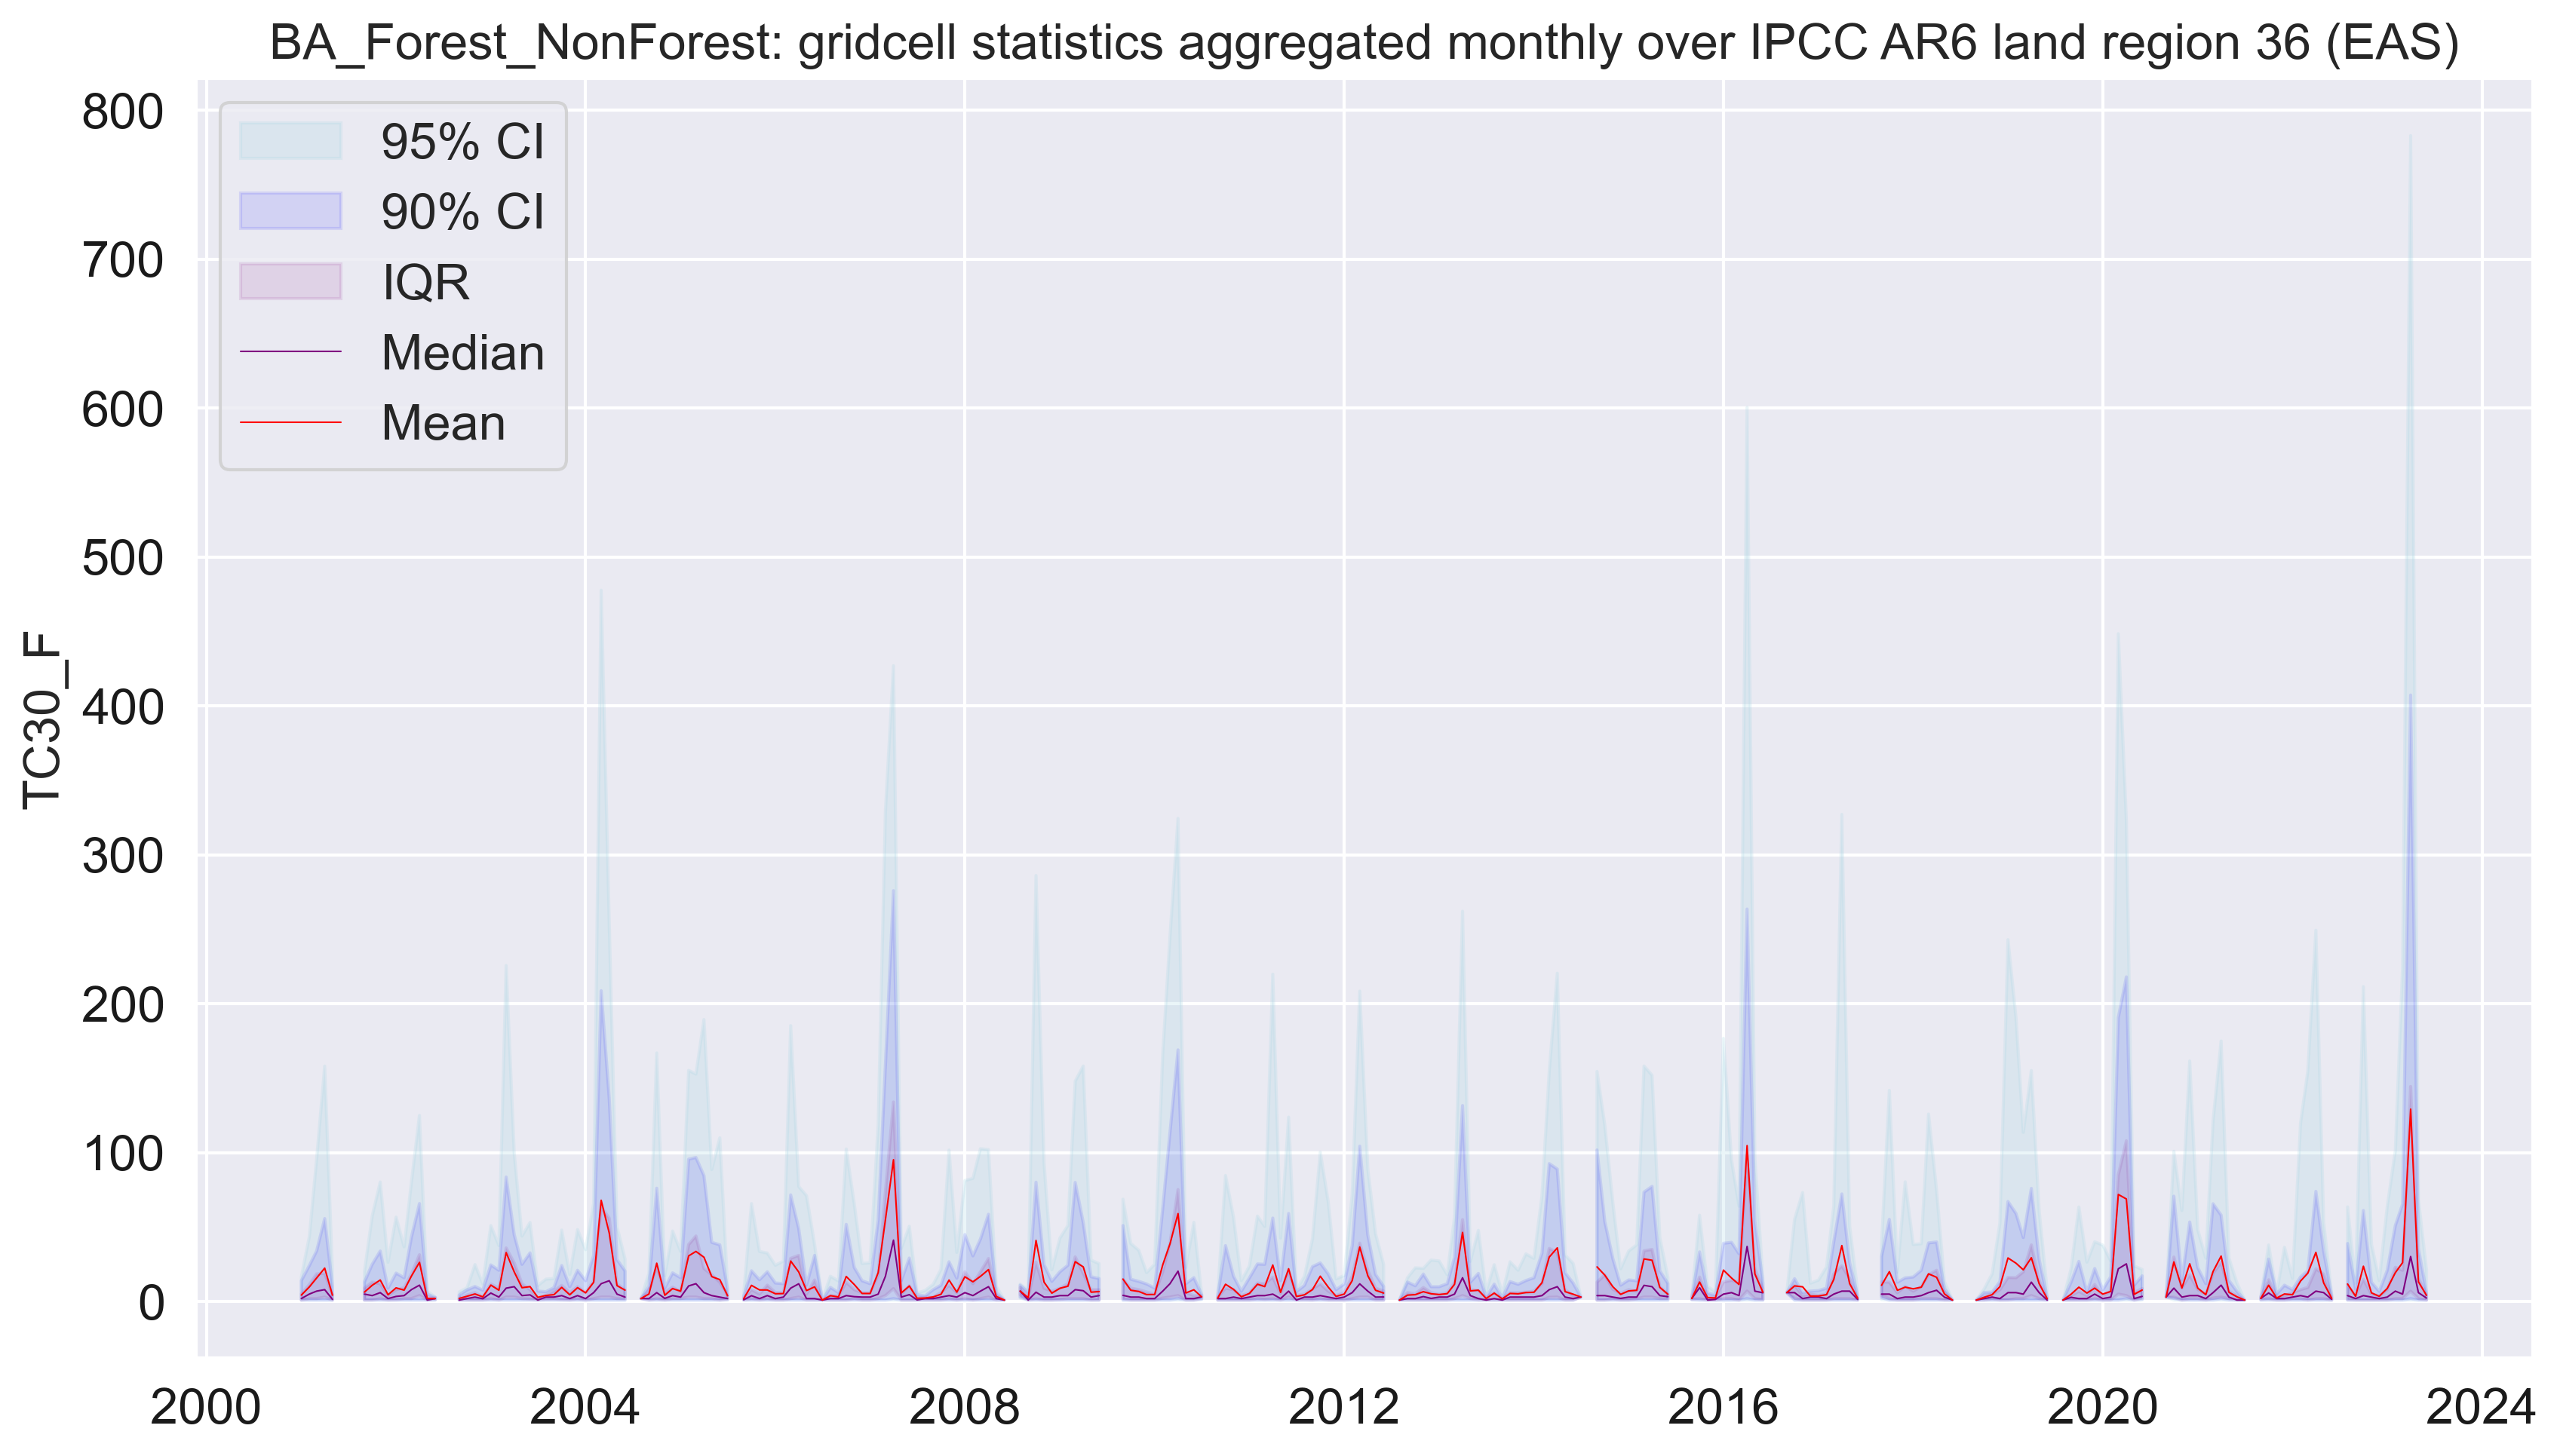 BA_Forest_NonForest: gridcell statistics aggregated monthly over IPCC AR6 land region 36 (EAS)
800
700
600
500
400
300
200
100
0
TC30_F
95% CI
90% CI
IQR
Median
Mean
2000 2004 2008 2012 2016 2020 2024